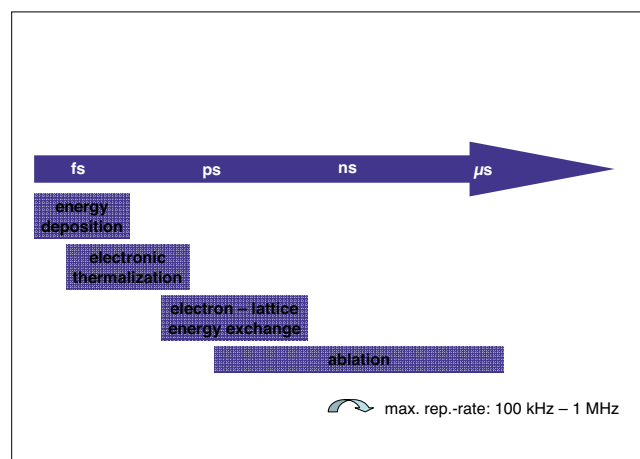 fs ps ns µs
energy
deposition
electronic
thermalization
electron – lattice
energy exchange
ablation
max. rep.-rate: 100 kHz – 1 MHz